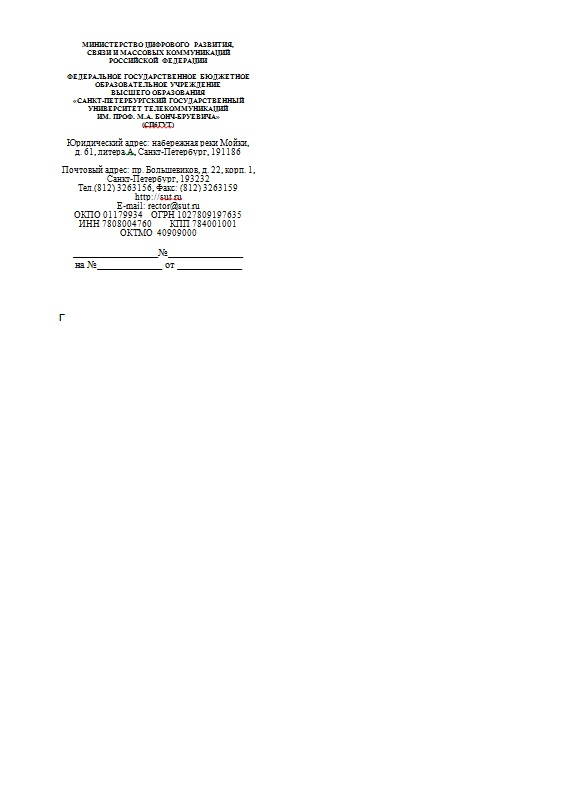 МИНИСТЕРСТВО ЦИФРОВОГО РАЗВИТИЯ,
СВЯЗИ И МАССОВЫХ КОММУНИКАЦИЙ
РОССИЙСКОЙ ФЕДЕРАЦИИ
ФЕДЕРАЛЬНОЕ ГОСУДАРСТВЕННОЕ БЮДЖЕТНОЕ
ОБРАЗОВАТЕЛЬНОЕ УЧРЕЖДЕНИЕ
ВЫСШЕГО ОБРАЗОВАНИЯ
«САНКТ-ПЕТЕРБУРГСКИЙ ГОСУДАРСТВЕННЫЙ
УНИВЕРСИТЕТ ТЕЛЕКОММУНИКАЦИЙ
ИМ. ПРОФ. М.А. БОНЧ-БРУЕВИЧА»
(СПбГУТ)
Юридический адрес: набережная реки Мойки,
д. 61, литера А, Санкт-Петербург, 191186
Почтовый адрес: пр. Большевиков, д. 22, корп. 1,
Санкт-Петербург, 193232
Тел.(812) 3263156, Факс: (812) 3263159
http://sut.ru
E-mail: rector@sut.ru
ОКПО 01179934 ОГРН 1027809197635
ИНН 7808004760 КПП 784001001
ОКТМО 40909000
_________________№_______________
на №_____________ от _____________
Г